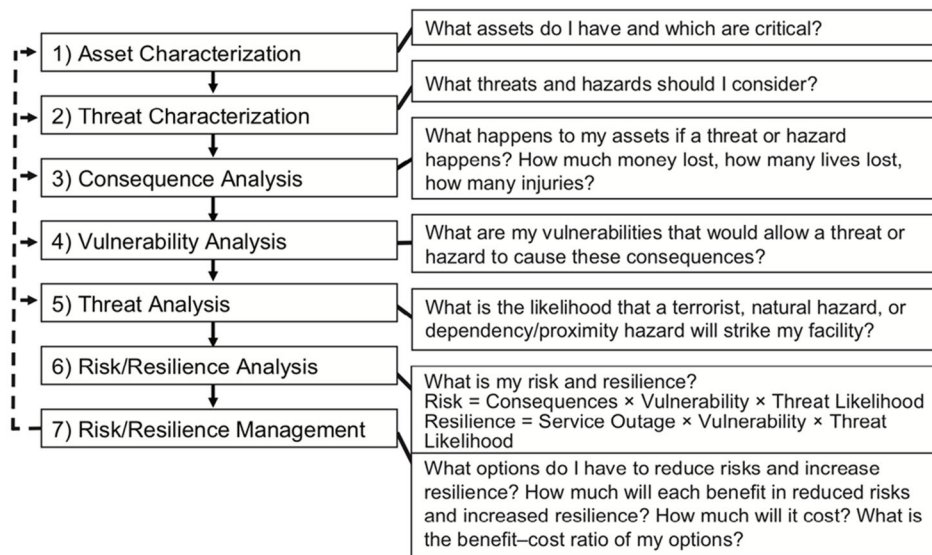 1) Asset Characterization
What assets do I have and which are critical?
2) Threat Characterization
What threats and hazards should I consider?
3) Consequence Analysis
What happens to my assets if a threat or hazard
happens? How much money lost, how many lives lost,
how many injuries?
4) Vulnerability Analysis
What are my vulnerabilities that would allow a threat or
hazard to cause these consequences?
5) Threat Analysis
What is the likelihood that a terrorist, natural hazard, or
dependency/proximity hazard will strike my facility?
6) Risk/Resilience Analysis
What is my risk and resilience?
Risk = Consequences × Vulnerability × Threat Likelihood
Resilience = Service Outage × Vulnerability × Threat
Likelihood
7) Risk/Resilience Management
What options do I have to reduce risks and increase
resilience? How much will each benefit in reduced risks
and increased resilience? How much will it cost? What is
the benefit–cost ratio of my options?